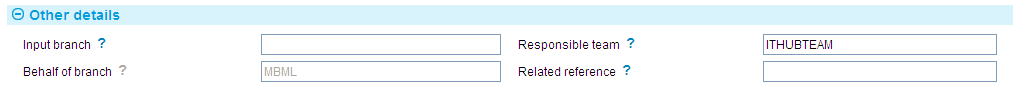 Other details
Input branch ? Responsible team ? ITHUBTEAM
Behalf of branch ? MBML Related reference ?